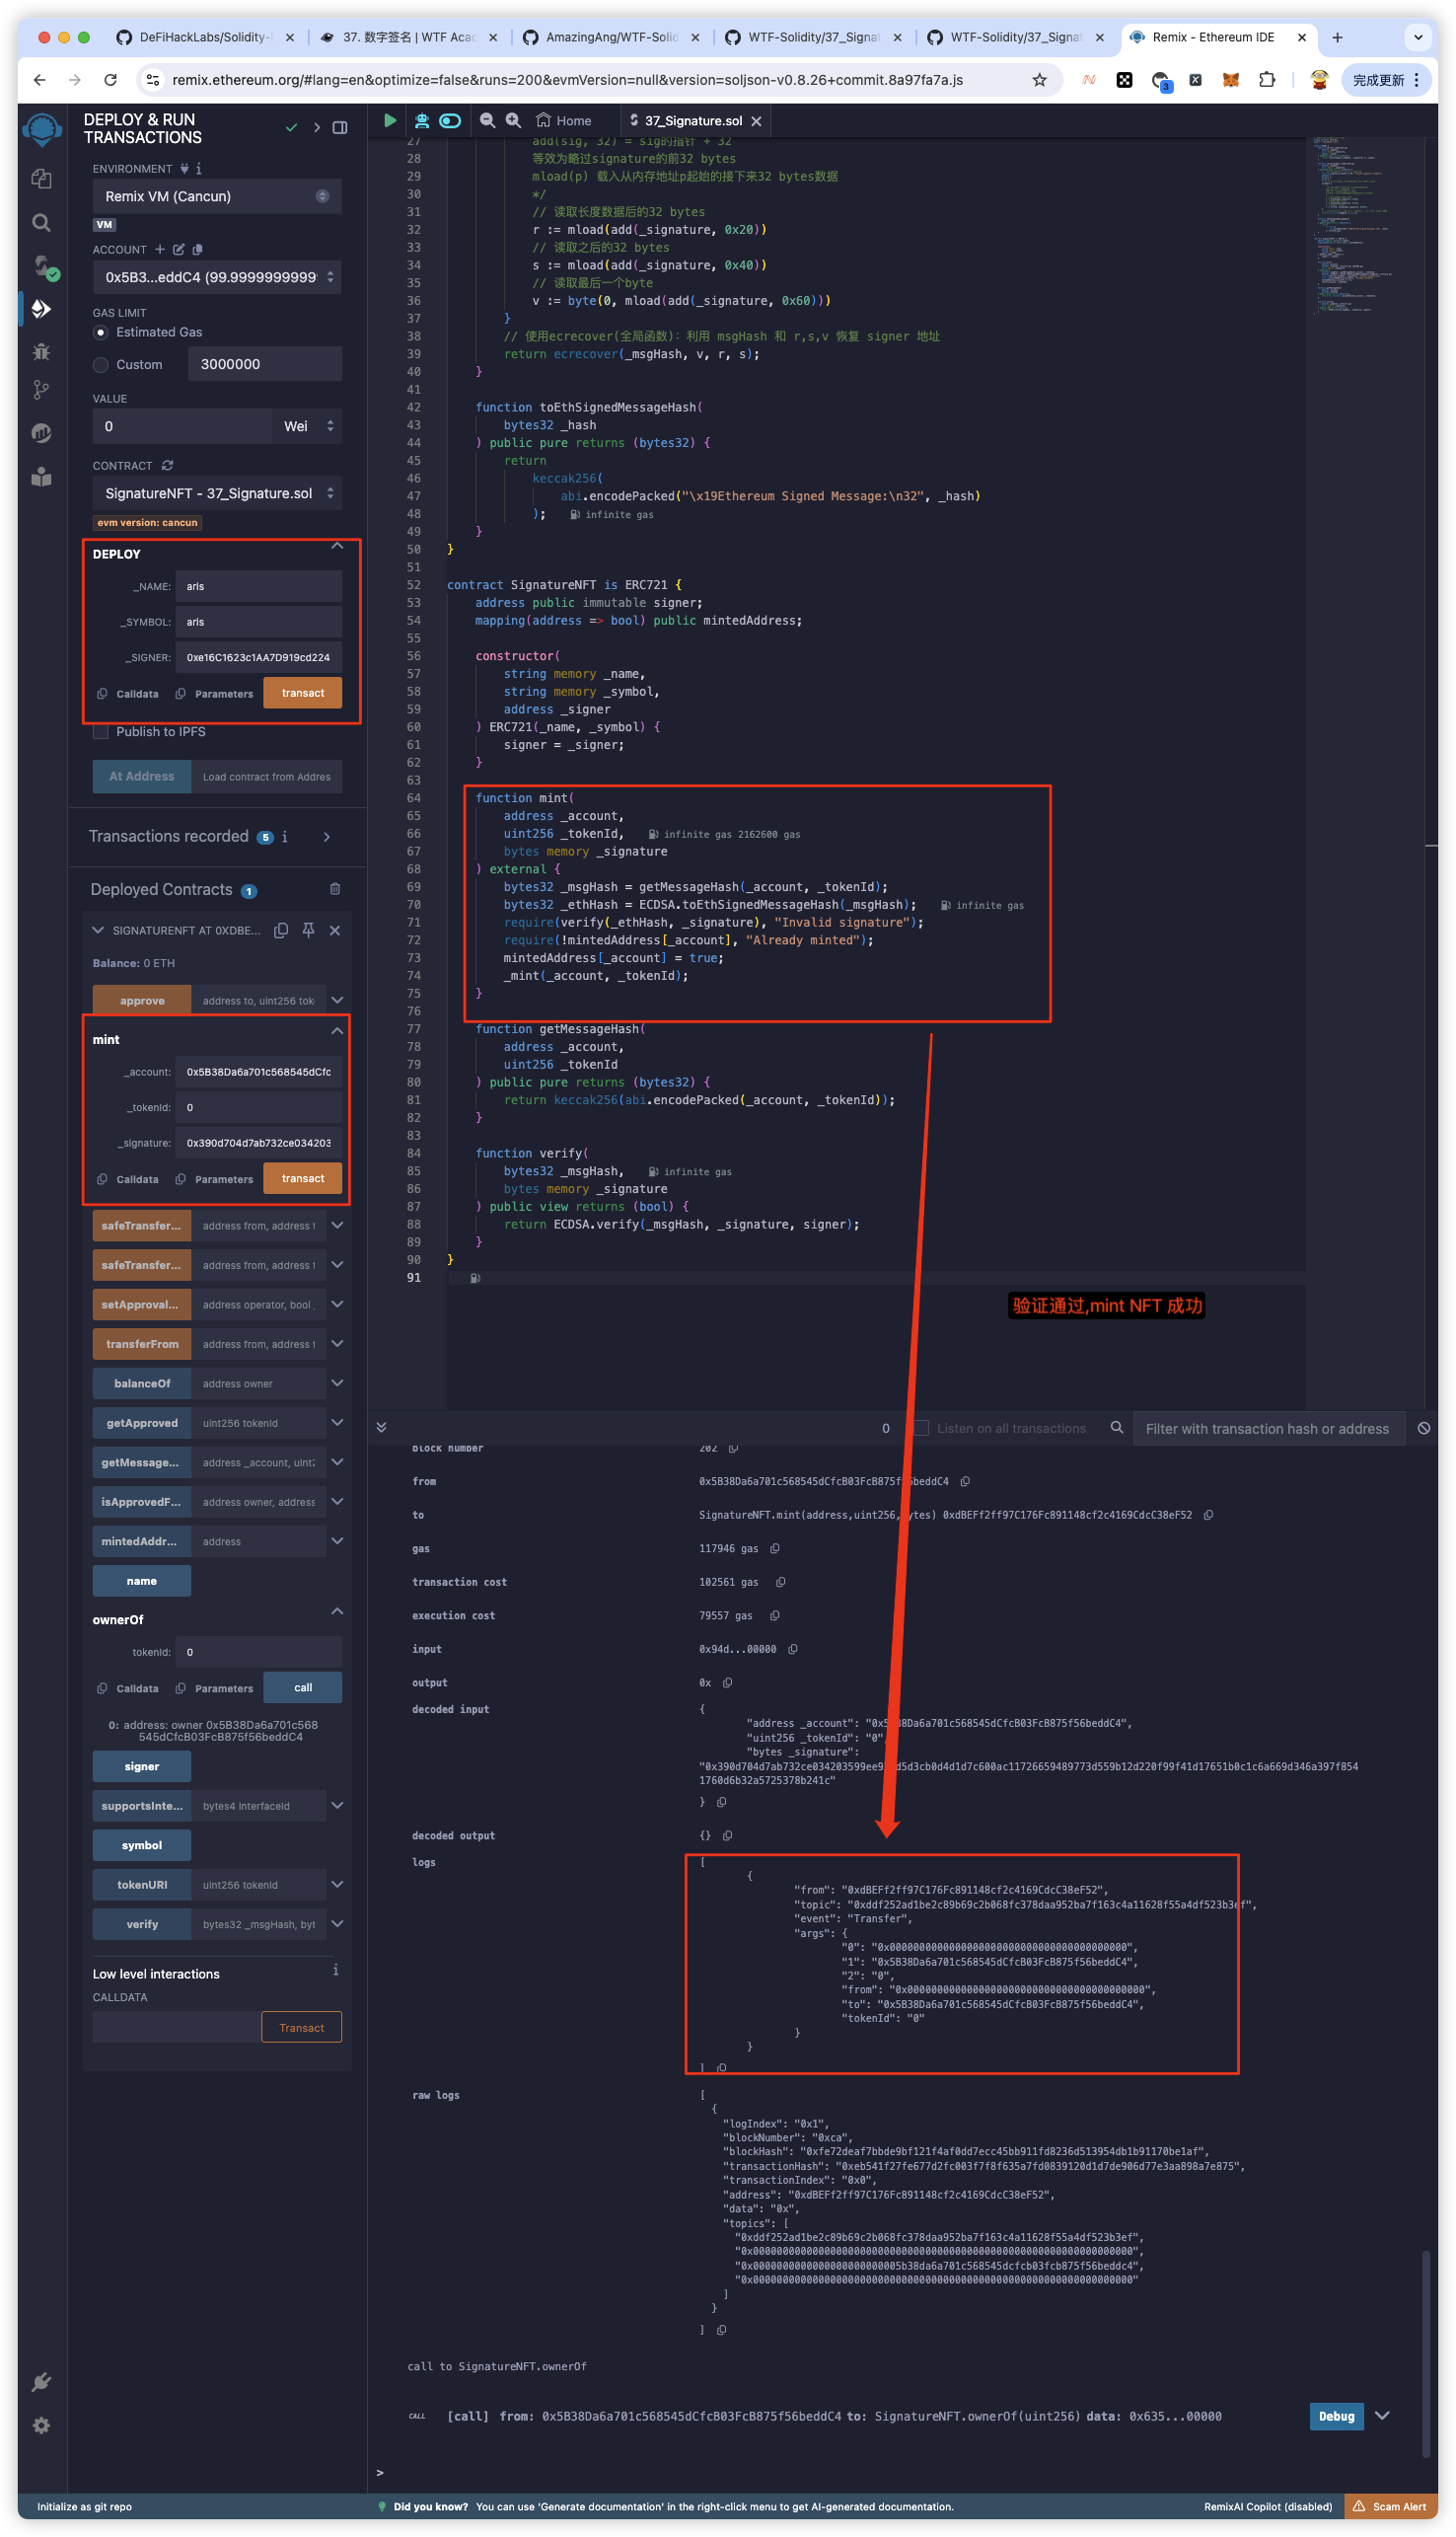 DeFiHackLabs/Solidity-
37. 数字签名 | WTF Aca
AmazingAng/WTF-Solid
WTF-Solidity/37_Signat
WTF-Solidity/37_Signat
Remix - Ethereum IDE
remix.ethereum.org/#lang=en&optimize=false&runs=200&evmVersion=null&version=soljson-v0.8.26+commit.8a97fa7a.js
3
完成更新
DEPLOY & RUN
TRANSACTIONS
ENVIRONMENT
Remix VM (Cancun)
VM
ACCOUNT
0x5B3...eddC4 (99.9999999999
GAS LIMIT
Estimated Gas
Custom
3000000
VALUE
0
Wei
CONTRACT
SignatureNFT - 37_Signature.sol
evm version: cancun
DEPLOY
_NAME:
aris
_SYMBOL:
aris
_SIGNER:
0xe16C1623c1AA7D919cd224
Calldata
Parameters
transact
Publish to IPFS
At Address
Load contract from Addres
Transactions recorded 5 i
Deployed Contracts 1
SIGNATURENFT AT 0XDBE...
Balance: 0 ETH
approve
address to, uint256 tok
mint
_account:
0x5B38Da6a701c568545dCfc
_tokenId:
0
_signature:
0x390d704d7ab732ce034203
Calldata
Parameters
transact
safeTransfer...
address from, address t
safeTransfer...
address from, address t
setApproval...
address operator, bool
transferFrom
address from, address t
balanceOf
address owner
getApproved
uint256 tokenId
getMessage...
address _account, uint2
isApprovedF...
address owner, address
mintedAddr...
address
name
ownerOf
tokenId:
0
Calldata
Parameters
call
0: address: owner 0x5B38Da6a701c568
545dCfcB03FcB875f56beddC4
signer
supportsInte...
bytes4 interfaceId
symbol
tokenURI
uint256 tokenId
verify
bytes32 _msgHash, byt
Low level interactions
CALLDATA
Transact
Home
37_Signature.sol
27 add(sig, 32) = sig的指针 + 32
28 等效为略过signature的前32 bytes
29 mload(p) 载入从内存地址p起始的接下来32 bytes数据
30 */
31 // 读取长度数据后的32 bytes
32 r := mload(add(_signature, 0x20))
33 // 读取之后的32 bytes
34 s := mload(add(_signature, 0x40))
35 // 读取最后一个byte
36 v := byte(0, mload(add(_signature, 0x60)))
37 }
38 // 使用ecrecover(全局函数)：利用 msgHash 和 r,s,v 恢复 signer 地址
39 return ecrecover(_msgHash, v, r, s);
40 }
41
42 function toEthSignedMessageHash(
43 bytes32 _hash
44 ) public pure returns (bytes32) {
45 return
46 keccak256(
47 abi.encodePacked("\x19Ethereum Signed Message:\n32", _hash)
48 ); infinite gas
49 }
50 }
51
52 contract SignatureNFT is ERC721 {
53 address public immutable signer;
54 mapping(address => bool) public mintedAddress;
55
56 constructor(
57 string memory _name,
58 string memory _symbol,
59 address _signer
60 ) ERC721(_name, _symbol) {
61 signer = _signer;
62 }
63
64 function mint(
65 address _account,
66 uint256 _tokenId, infinite gas 2162600 gas
67 bytes memory _signature
68 ) external {
69 bytes32 _msgHash = getMessageHash(_account, _tokenId);
70 bytes32 _ethHash = ECDSA.toEthSignedMessageHash(_msgHash); infinite gas
71 require(verify(_ethHash, _signature), "Invalid signature");
72 require(!mintedAddress[_account], "Already minted");
73 mintedAddress[_account] = true;
74 _mint(_account, _tokenId);
75 }
76
77 function getMessageHash(
78 address _account,
79 uint256 _tokenId
80 ) public pure returns (bytes32) {
81 return keccak256(abi.encodePacked(_account, _tokenId));
82 }
83
84 function verify(
85 bytes32 _msgHash, infinite gas
86 bytes memory _signature
87 ) public view returns (bool) {
88 return ECDSA.verify(_msgHash, _signature, signer);
89 }
90 }
91
验证通过,mint NFT 成功
0
Listen on all transactions
Filter with transaction hash or address
block number 202
from 0x5B38Da6a701c568545dCfcB03FcB875f56beddC4
to SignatureNFT.mint(address,uint256,bytes) 0xdBEFf2ff97C176Fc891148cf2c4169CdcC38eF52
gas 117946 gas
transaction cost 102561 gas
execution cost 79557 gas
input 0x94d...00000
output 0x
decoded input {
"address _account": "0x5B38Da6a701c568545dCfcB03FcB875f56beddC4",
"uint256 _tokenId": "0",
"bytes _signature":
1760d6b32a5725378b241c"
}
decoded output {}
logs [
{
"from": "0xdBEFf2ff97C176Fc891148cf2c4169CdcC38eF52",
"topic": "0xddf252ad1be2c89b69c2b068fc378daa952ba7f163c4a11628f55a4df523b3ef",
"event": "Transfer",
"args": {
"0": "0x0000000000000000000000000000000000000000",
"1": "0x5B38Da6a701c568545dCfcB03FcB875f56beddC4",
"2": "0",
"from": "0x0000000000000000000000000000000000000000",
"to": "0x5B38Da6a701c568545dCfcB03FcB875f56beddC4",
"tokenId": "0"
}
}
]
raw logs [
{
"logIndex": "0x1",
"blockNumber": "0xca",
"blockHash": "0xfe72deaf7bbde9bf121f4af0dd7ecc45bb911fd8236d513954db1b91170be1af",
"transactionHash": "0xeb541f27fe677d2fc003f7f8f635a7fd0839120d1d7de906d77e3aa898a7e875",
"transactionIndex": "0x0",
"address": "0xdBEFf2ff97C176Fc891148cf2c4169CdcC38eF52",
"data": "0x",
"topics": [
"0xddf252ad1be2c89b69c2b068fc378daa952ba7f163c4a11628f55a4df523b3ef",
"0x0000000000000000000000000000000000000000000000000000000000000000",
"0x0000000000000000000000005b38da6a701c568545dcfcb03fcb875f56beddc4",
"0x0000000000000000000000000000000000000000000000000000000000000000"
]
}
]
call to SignatureNFT.ownerOf
CALL [call] from: 0x5B38Da6a701c568545dCfcB03FcB875f56beddC4 to: SignatureNFT.ownerOf(uint256) data: 0x635...00000
Debug
>
Initialize as git repo
Did you know? You can use 'Generate documentation' in the right-click menu to get AI-generated documentation.
RemixAI Copilot (disabled)
Scam Alert